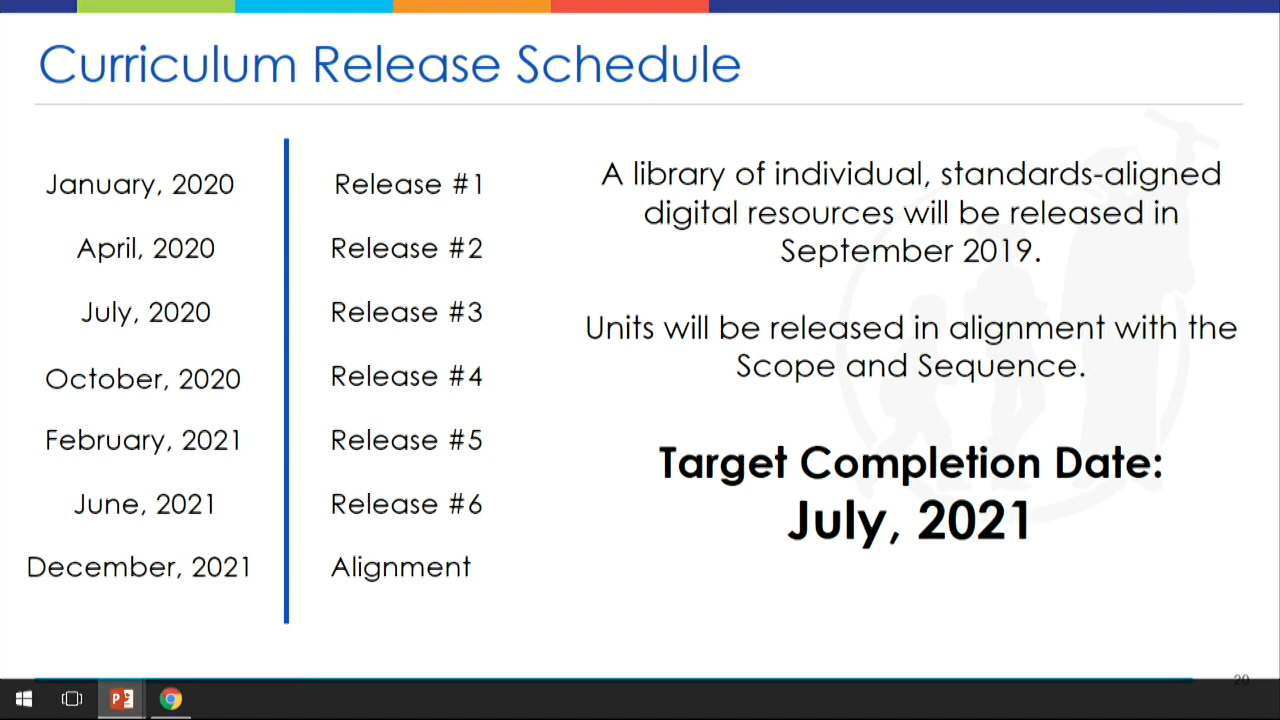 Curriculum Release Schedule
January, 2020 Release #1
April, 2020 Release #2
July, 2020 Release #3
October, 2020 Release #4
February, 2021 Release #5
June, 2021 Release #6
December, 2021 Alignment
A library of individual, standards-aligned
digital resources will be released in
September 2019.
Units will be released in alignment with the
Scope and Sequence.
Target Completion Date:
July, 2021
20